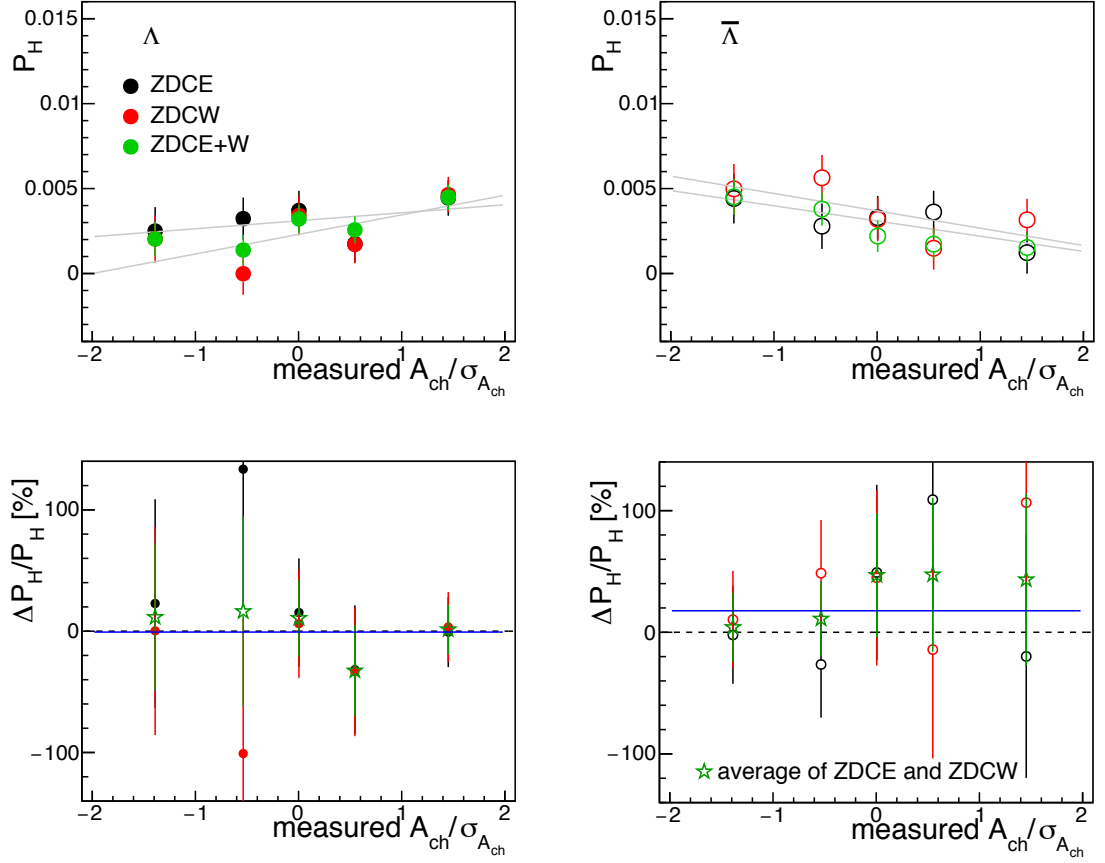 P_H
0.015
0.01
0.005
0
Λ
ZDCE
ZDCW
ZDCE+W
−2 −1 0 1 2
measured A_ch/σ_A_ch
P_H
0.015
0.01
0.005
0
Λ̅
−2 −1 0 1 2
measured A_ch/σ_A_ch
ΔP_H/P_H [%]
100
0
−100
−2 −1 0 1 2
measured A_ch/σ_A_ch
ΔP_H/P_H [%]
100
0
−100
average of ZDCE and ZDCW
−2 −1 0 1 2
measured A_ch/σ_A_ch